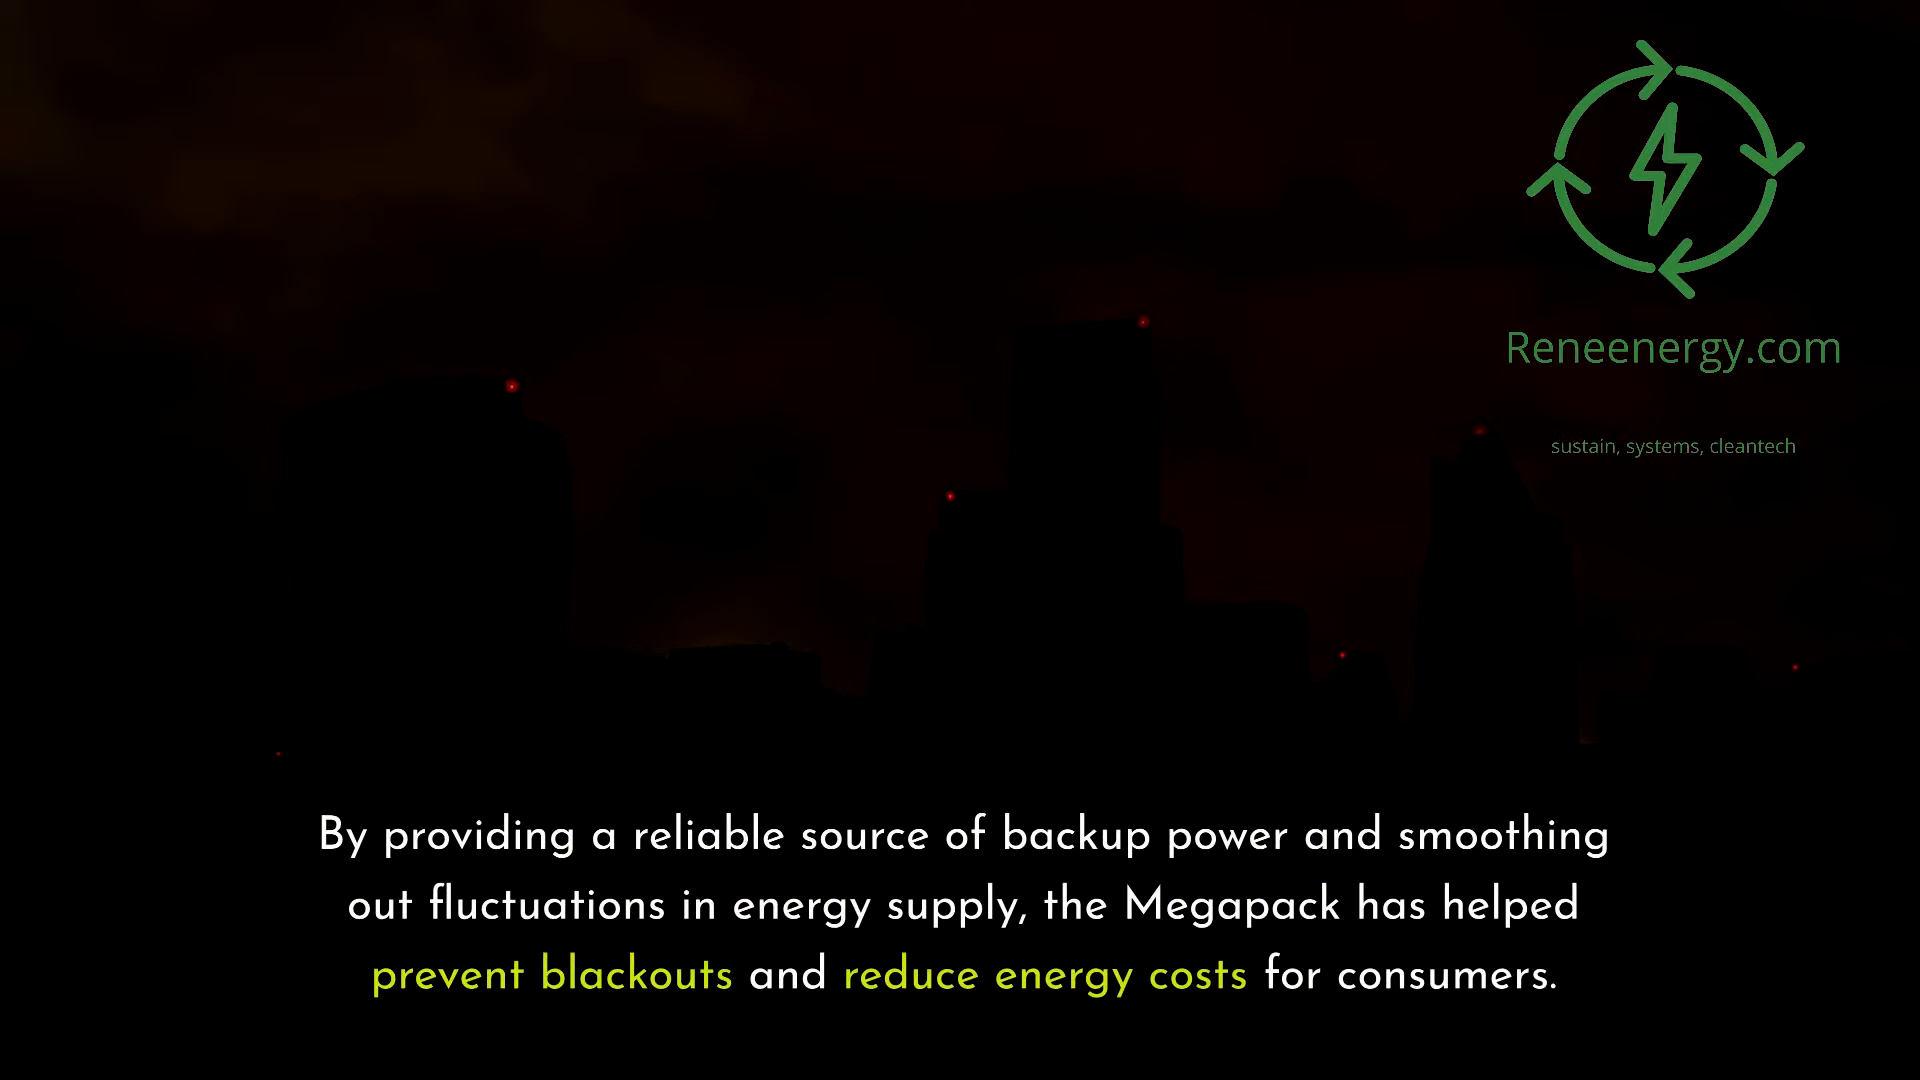 Reneenergy.com
sustain, systems, cleantech
By providing a reliable source of backup power and smoothing
out fluctuations in energy supply, the Megapack has helped
prevent blackouts and reduce energy costs for consumers.